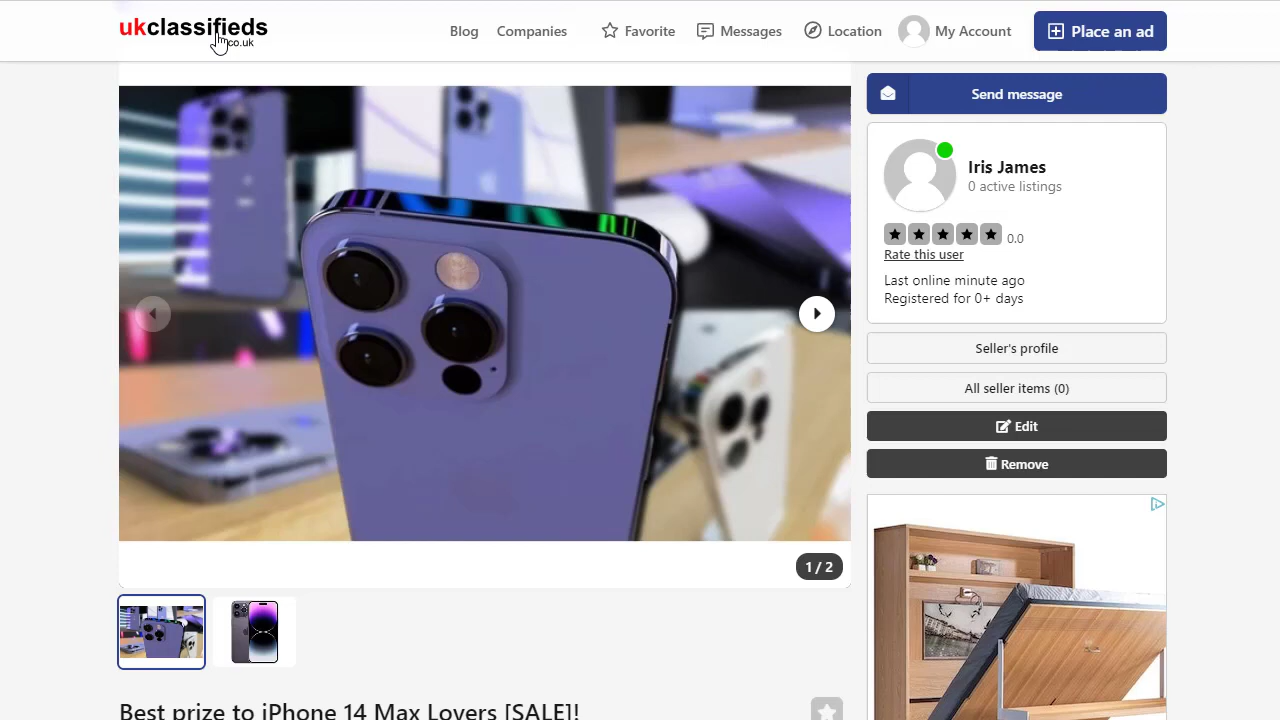 ukclassifieds
co.uk
Blog
Companies
Favorite
Messages
Location
My Account
Place an ad
Send message
Iris James
0 active listings
0.0
Rate this user
Last online minute ago
Registered for 0+ days
Seller's profile
All seller items (0)
Edit
Remove
1 / 2
Best prize to iPhone 14 Max Lovers [SALE]!